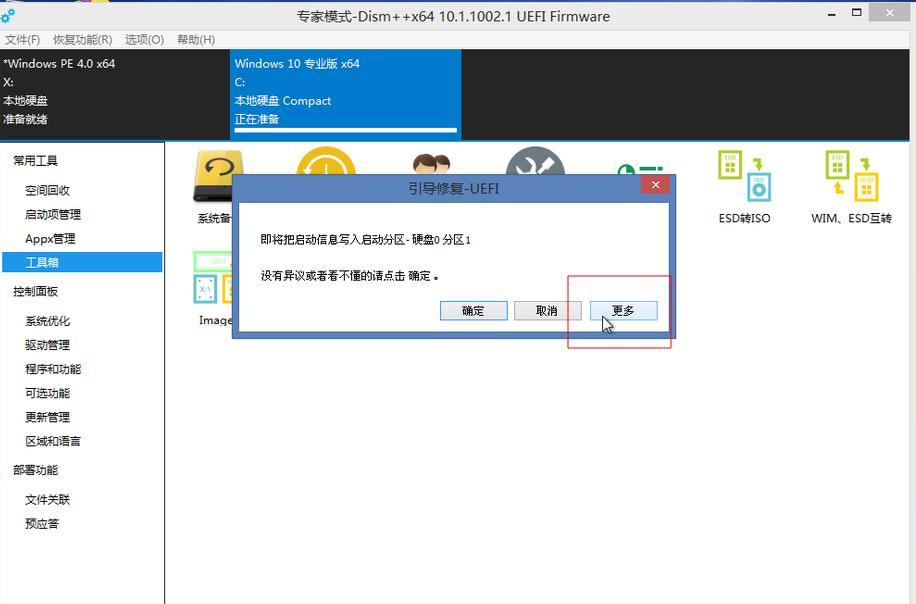 专家模式-Dism++x64 10.1.1002.1 UEFI Firmware
文件(F) 恢复功能(R) 选项(O) 帮助(H)
*Windows PE 4.0 x64
X:
本地硬盘
准备就绪
Windows 10 专业版 x64
C:
本地硬盘 Compact
正在准备
常用工具
空间回收
启动项管理
Appx管理
工具箱
控制面板
系统优化
驱动管理
程序和功能
可选功能
更新管理
区域和语言
部署功能
文件关联
预应答
系统备
ESD
ISO
ESD转ISO
ESD
WIM
WIM、ESD互转
EDIT
X:\
Image
引导修复-UEFI
即将把启动信息写入启动分区- 硬盘0 分区1
没有异议或者看不懂的请点击 确定 。
确定 取消 更多